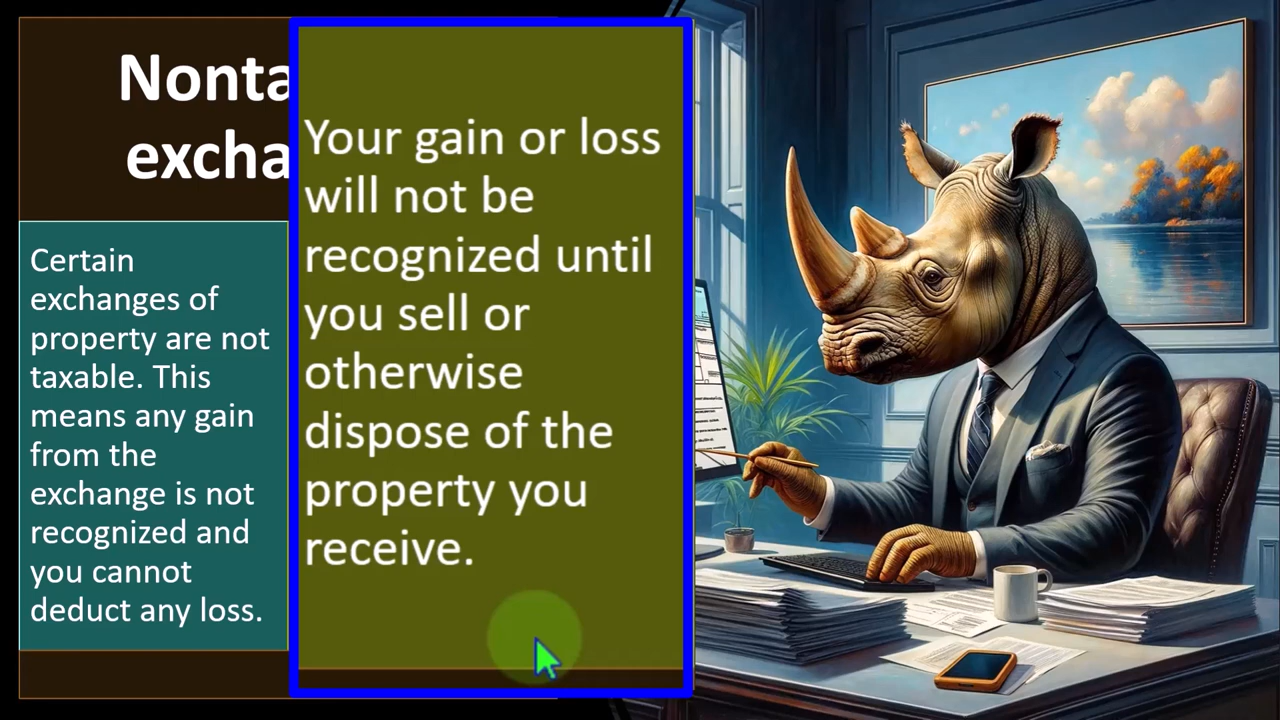 Nonta
excha
Certain
exchanges of
property are not
taxable. This
means any gain
from the
exchange is not
recognized and
you cannot
deduct any loss.
Your gain or loss
will not be
recognized until
you sell or
otherwise
dispose of the
property you
receive.